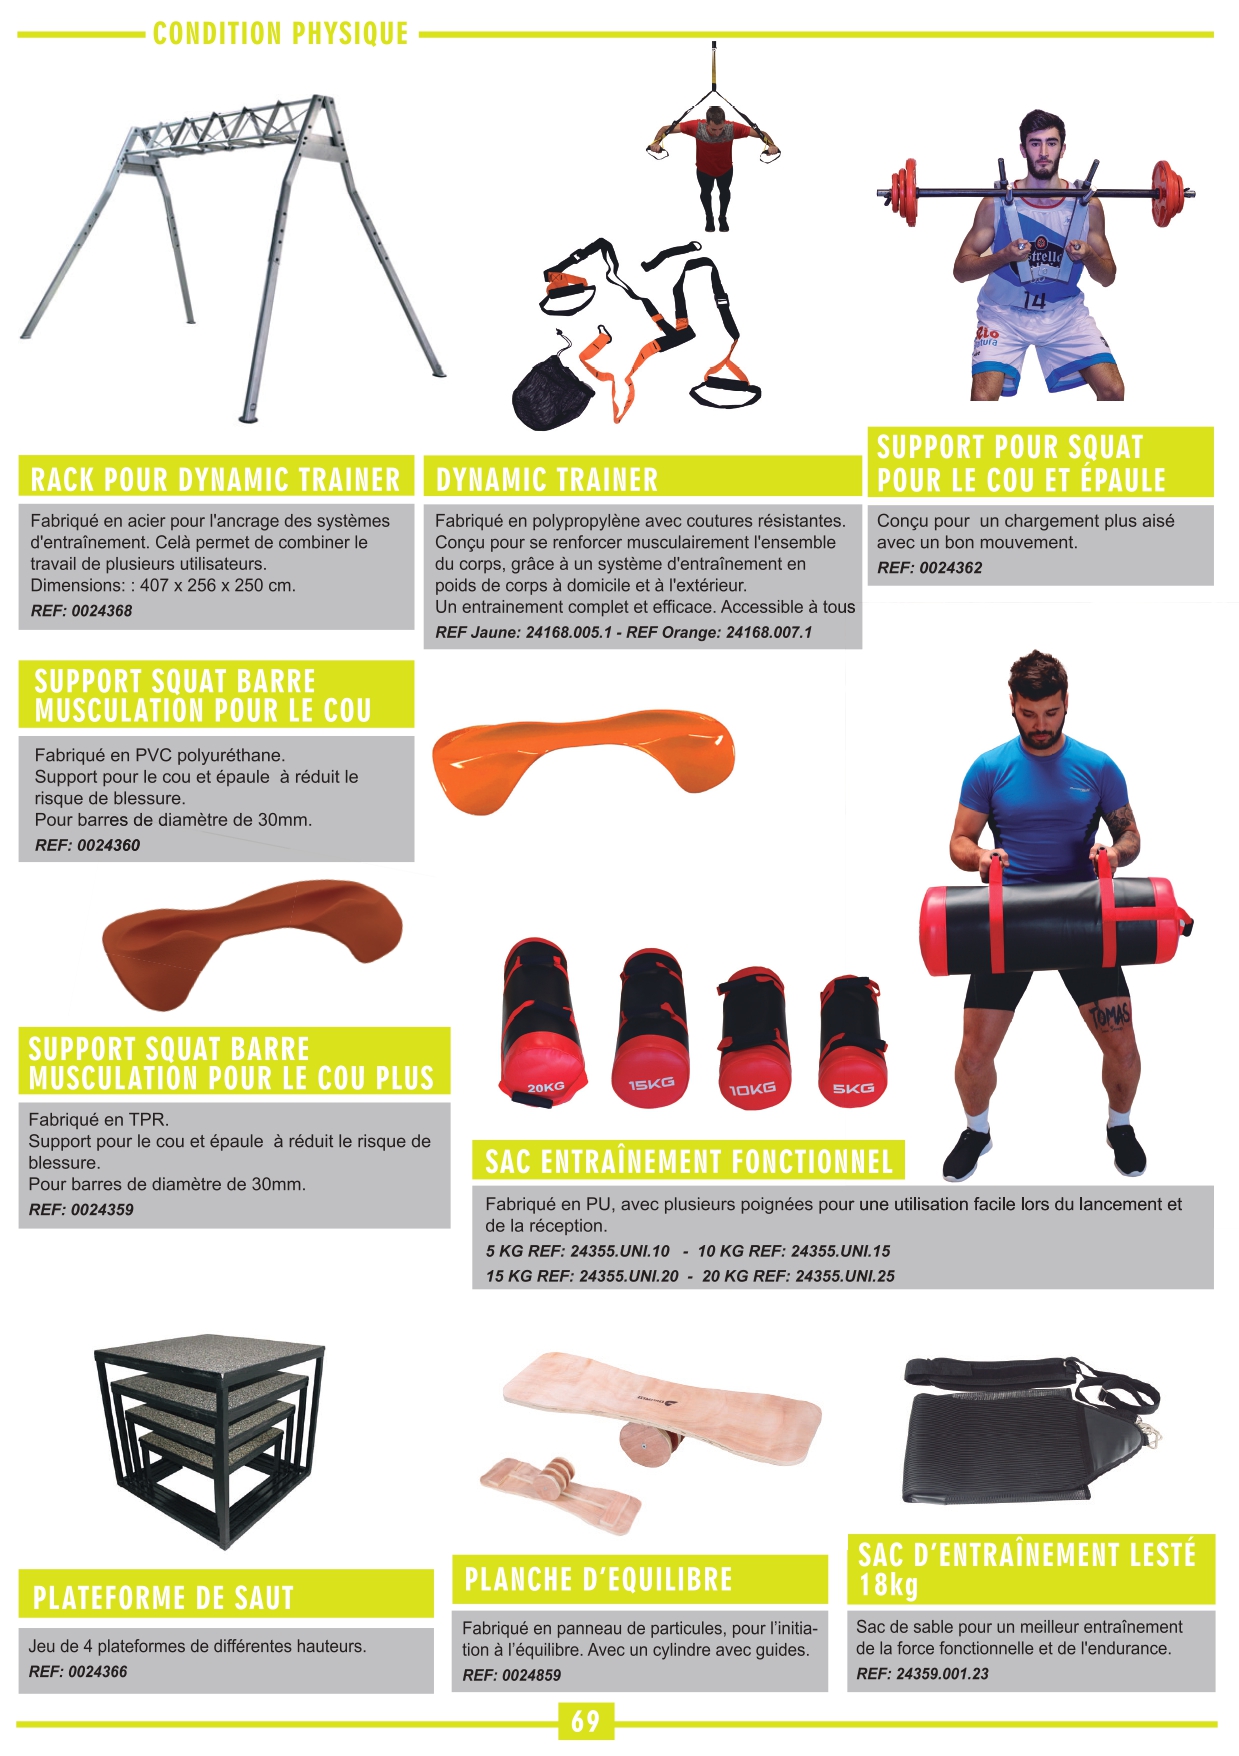 CONDITION PHYSIQUE
RACK POUR DYNAMIC TRAINER
Fabriqué en acier pour l'ancrage des systèmes
d'entraînement. Celà permet de combiner le
travail de plusieurs utilisateurs.
Dimensions: : 407 x 256 x 250 cm.
REF: 0024368
DYNAMIC TRAINER
Fabriqué en polypropylène avec coutures résistantes.
Conçu pour se renforcer musculairement l'ensemble
du corps, grâce à un système d'entraînement en
poids de corps à domicile et à l'extérieur.
Un entrainement complet et efficace. Accessible à tous
REF Jaune: 24168.005.1 - REF Orange: 24168.007.1
14
SUPPORT POUR SQUAT
POUR LE COU ET ÉPAULE
Conçu pour un chargement plus aisé
avec un bon mouvement.
REF: 0024362
SUPPORT SQUAT BARRE
MUSCULATION POUR LE COU
Fabriqué en PVC polyuréthane.
Support pour le cou et épaule à réduit le
risque de blessure.
Pour barres de diamètre de 30mm.
REF: 0024360
SUPPORT SQUAT BARRE
MUSCULATION POUR LE COU PLUS
Fabriqué en TPR.
Support pour le cou et épaule à réduit le risque de
blessure.
Pour barres de diamètre de 30mm.
REF: 0024359
TOMAS
20KG
15KG
10KG
5KG
SAC ENTRAÎNEMENT FONCTIONNEL
Fabriqué en PU, avec plusieurs poignées pour une utilisation facile lors du lancement et
de la réception.
5 KG REF: 24355.UNI.10 - 10 KG REF: 24355.UNI.15
15 KG REF: 24355.UNI.20 - 20 KG REF: 24355.UNI.25
PLATEFORME DE SAUT
Jeu de 4 plateformes de différentes hauteurs.
REF: 0024366
PLANCHE D’EQUILIBRE
Fabriqué en panneau de particules, pour l’initia-
tion à l’équilibre. Avec un cylindre avec guides.
REF: 0024859
SAC D’ENTRAÎNEMENT LESTÉ
18kg
Sac de sable pour un meilleur entraînement
de la force fonctionnelle et de l'endurance.
REF: 24359.001.23
69